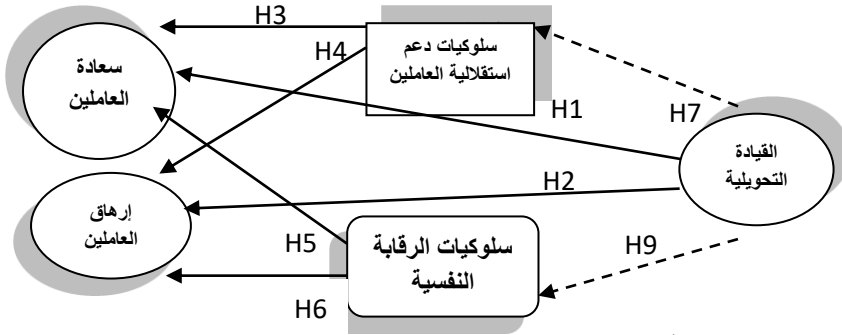 H3
سلوكيات دعم
استقلالية العاملين
H4
سعادة
العاملين
H1
H7
القيادة
التحويلية
H2
إرهاق
العاملين
H5
سلوكيات الرقابة
النفسية
H9
H6